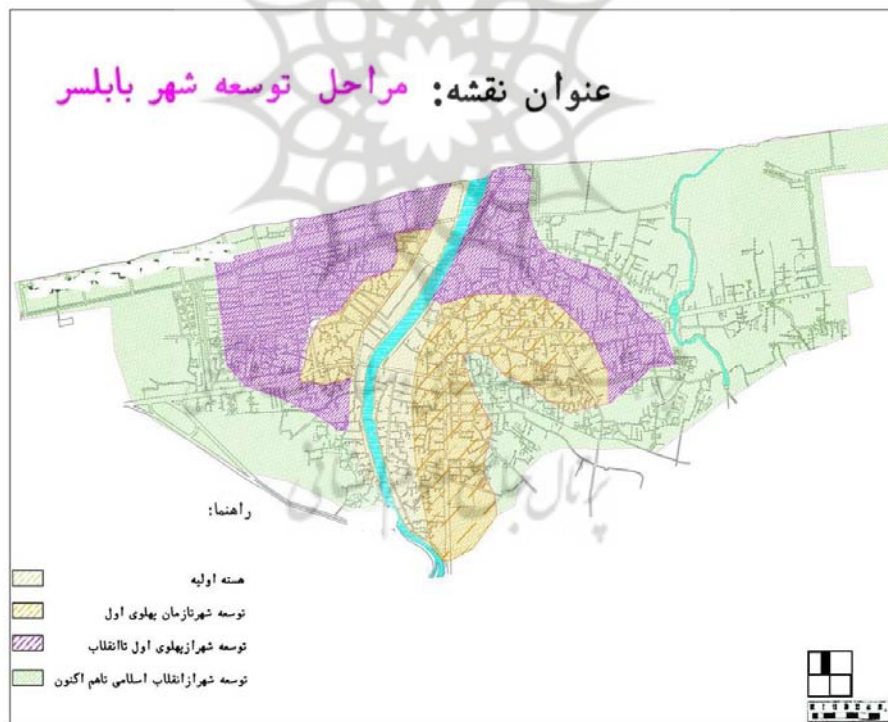 عنوان نقشه: مراحل توسعه شهر بابلسر
راهنما:
هسته اولیه
توسعه شهرتازمان پهلوی اول
توسعه شهرازپهلوی اول تاانقلاب
توسعه شهرازانقلاب اسلامی تاهم اکنون